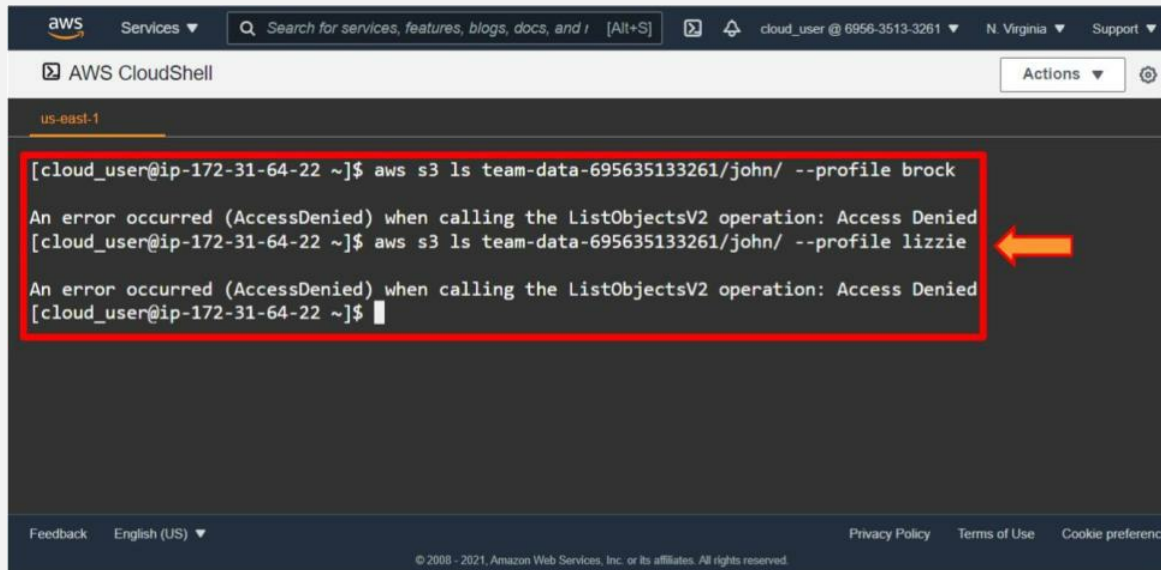 aws Services ▼ Search for services, features, blogs, docs, and r [Alt+S] cloud_user @ 6956-3513-3261 ▼ N. Virginia ▼ Support ▼
AWS CloudShell Actions ▼
us-east-1
[cloud_user@ip-172-31-64-22 ~]$ aws s3 ls team-data-695635133261/john/ --profile brock
An error occurred (AccessDenied) when calling the ListObjectsV2 operation: Access Denied
[cloud_user@ip-172-31-64-22 ~]$ aws s3 ls team-data-695635133261/john/ --profile lizzie
An error occurred (AccessDenied) when calling the ListObjectsV2 operation: Access Denied
[cloud_user@ip-172-31-64-22 ~]$
Feedback English (US) ▼ Privacy Policy Terms of Use Cookie preferenc
© 2008 - 2021, Amazon Web Services, Inc. or its affiliates. All rights reserved.